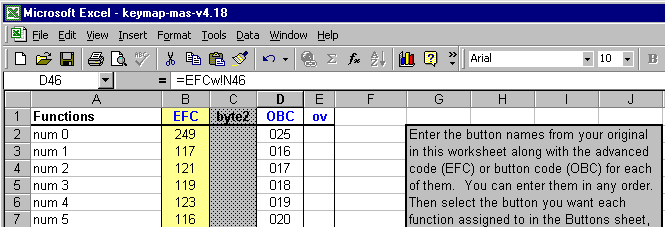 Microsoft Excel - keymap-mas-v4.18
File Edit View Insert Format Tools Data Window Help
ABC Σ fx A Z Arial 10 B
D46 = =EFCw!N46
A B C D E F G H I J
1 Functions EFC byte2 OBC ov
2 num 0 249 025 Enter the button names from your original
3 num 1 117 016 in this worksheet along with the advanced
4 num 2 121 017 code (EFC) or button code (OBC) for each
5 num 3 119 018 of them. You can enter them in any order.
6 num 4 123 019 Then select the button you want each
7 num 5 116 020 function assigned to in the Buttons sheet,